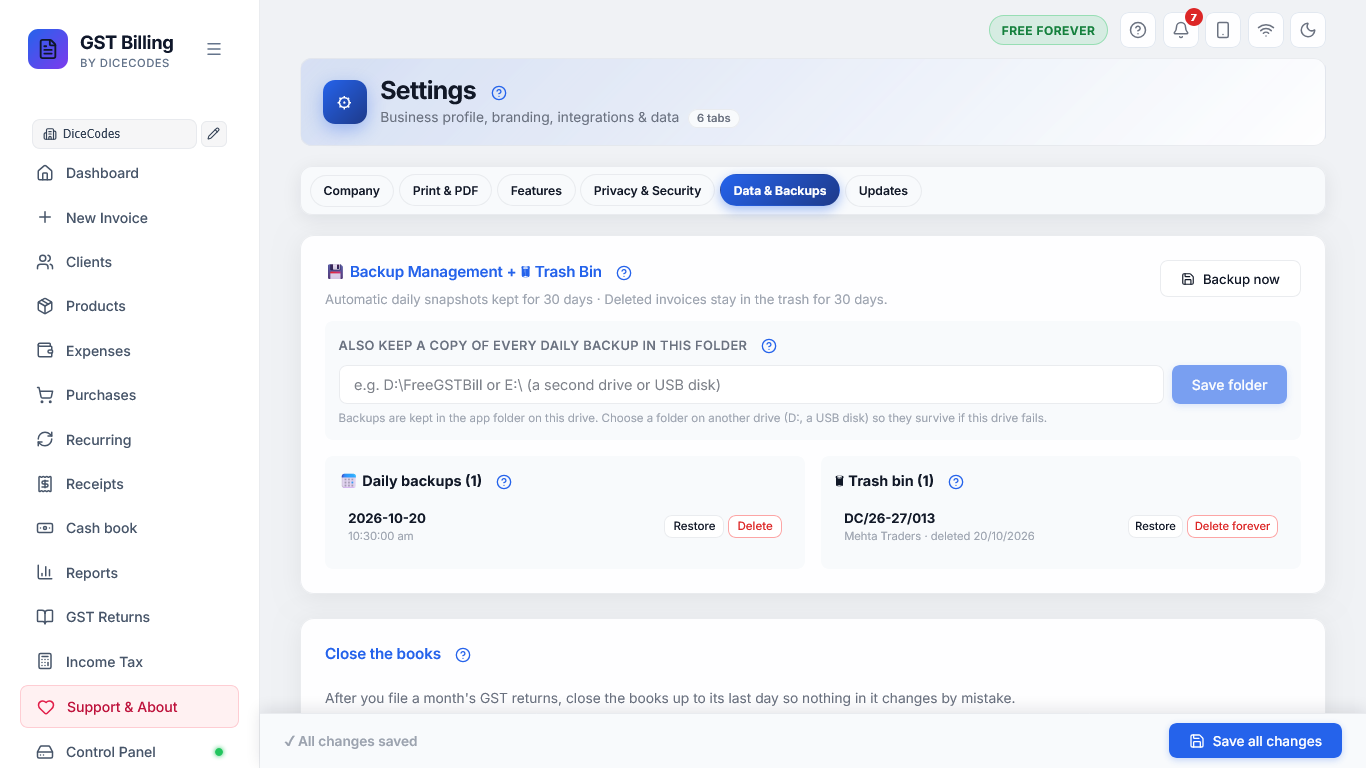 GST Billing
BY DICECODES
DiceCodes
Dashboard
New Invoice
Clients
Products
Expenses
Purchases
Recurring
Receipts
Cash book
Reports
GST Returns
Income Tax
Support & About
Control Panel
FREE FOREVER
7
Settings
Business profile, branding, integrations & data 6 tabs
Company Print & PDF Features Privacy & Security Data & Backups Updates
Backup Management + Trash Bin
Automatic daily snapshots kept for 30 days · Deleted invoices stay in the trash for 30 days.
Backup now
ALSO KEEP A COPY OF EVERY DAILY BACKUP IN THIS FOLDER
e.g. D:\FreeGSTBill or E:\ (a second drive or USB disk)
Save folder
Backups are kept in the app folder on this drive. Choose a folder on another drive (D:, a USB disk) so they survive if this drive fails.
Daily backups (1)
2026-10-20
10:30:00 am
Restore Delete
Trash bin (1)
DC/26-27/013
Mehta Traders · deleted 20/10/2026
Restore Delete forever
Close the books
After you file a month's GST returns, close the books up to its last day so nothing in it changes by mistake.
✓ All changes saved
Save all changes